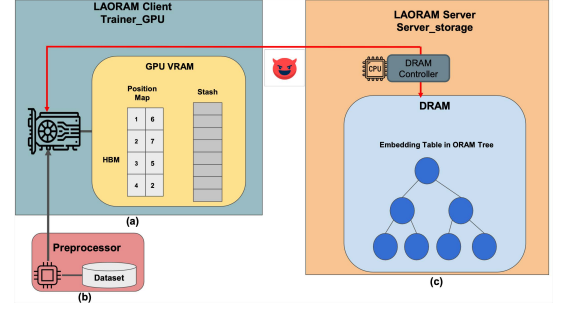 LAORAM Client
Trainer_GPU
GPU VRAM
Position
Map
Stash
1 6
2 7
3 5
4 2
HBM
(a)
Preprocessor
Dataset
(b)
LAORAM Server
Server_storage
CPU
DRAM
Controller
DRAM
Embedding Table in ORAM Tree
(c)